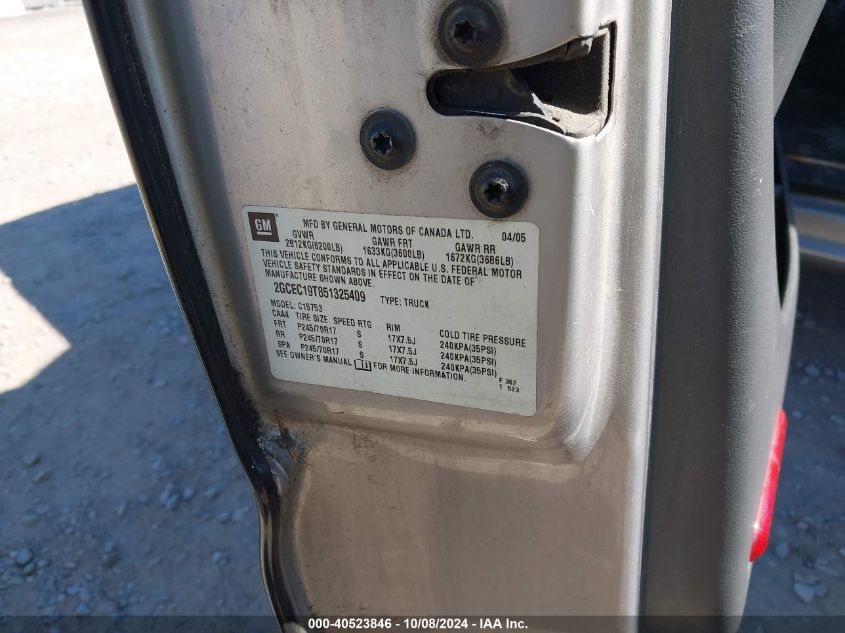 GM MFD BY GENERAL MOTORS OF CANADA LTD. 04/05
GVWR GAWR FRT GAWR RR
2812KG(6200LB) 1633KG(3600LB) 1672KG(3686LB)
THIS VEHICLE CONFORMS TO ALL APPLICABLE U.S. FEDERAL MOTOR
VEHICLE SAFETY STANDARDS IN EFFECT ON THE DATE OF
MANUFACTURE SHOWN ABOVE.
2GCEC19T851325409 TYPE: TRUCK
MODEL: C15753
CAA4 TIRE SIZE SPEED RTG RIM COLD TIRE PRESSURE
FRT P245/70R17 S 17X7.5J 240KPA(35PSI)
RR P245/70R17 S 17X7.5J 240KPA(35PSI)
SPA P245/70R17 S 17X7.5J 240KPA(35PSI)
SEE OWNER'S MANUAL FOR MORE INFORMATION.
F 362
T 523
000-40523846 - 10/08/2024 - IAA Inc.